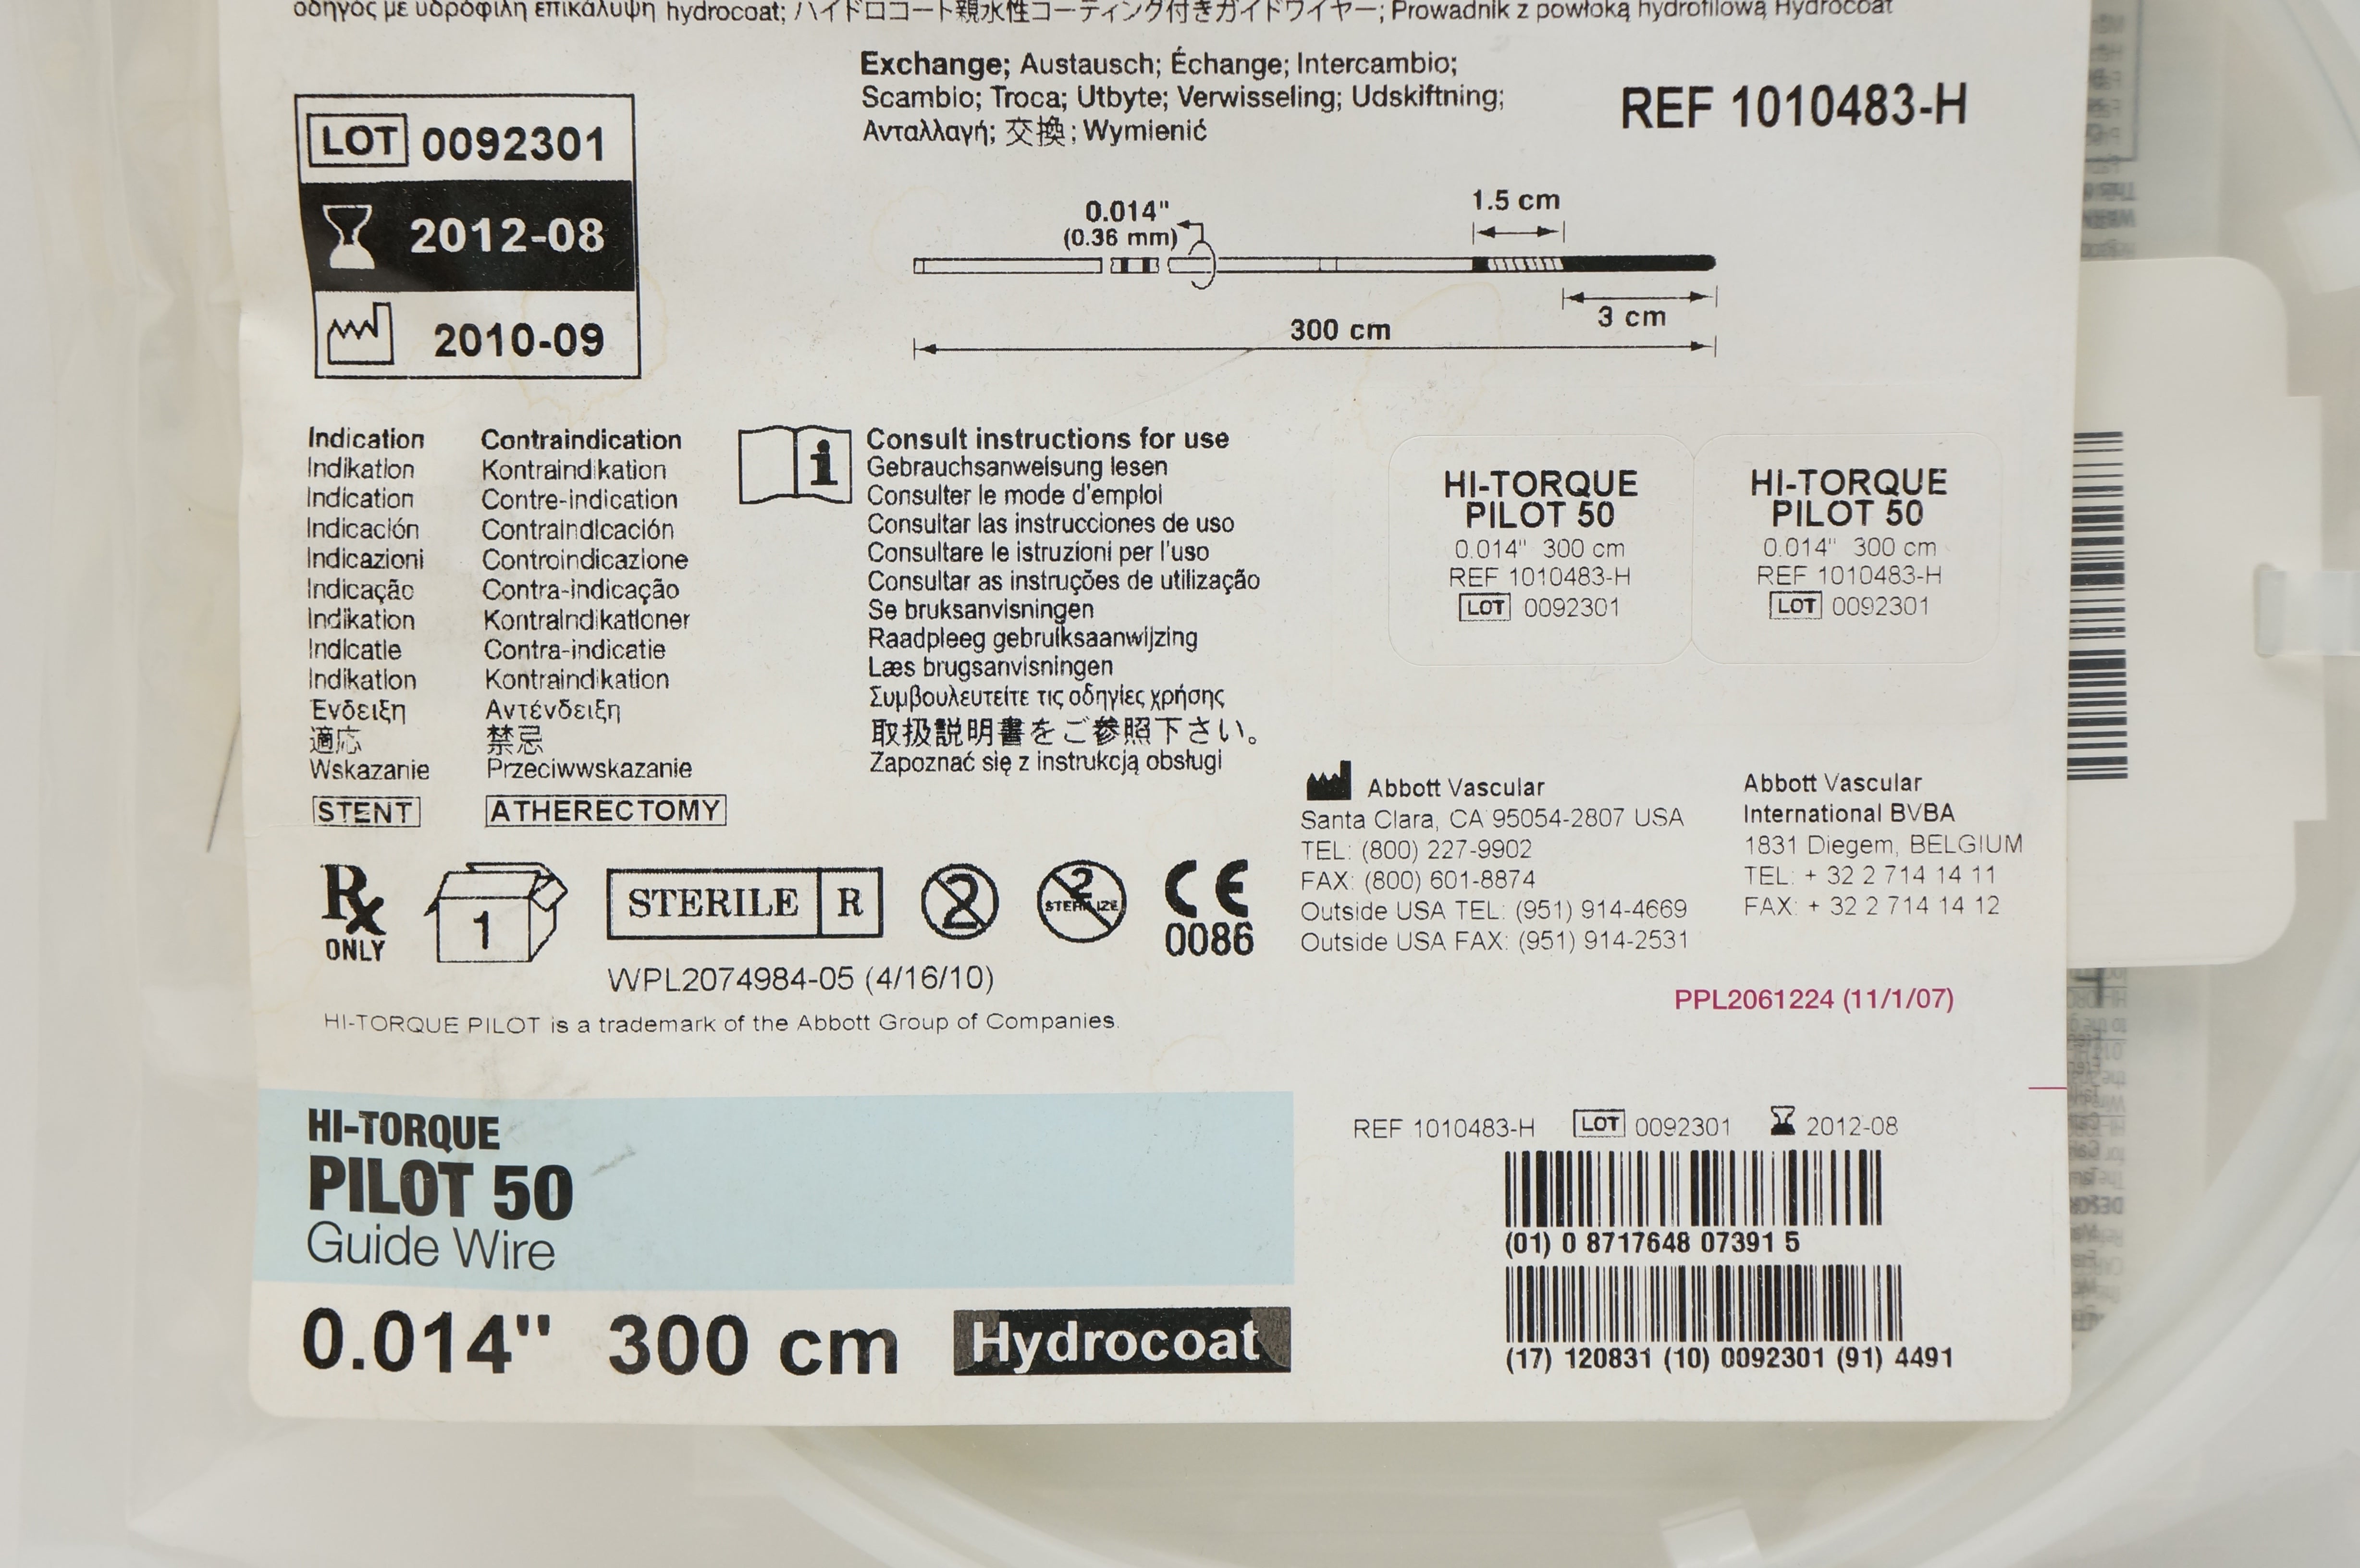 οδηγός με υδρόφιλη επικάλυψη hydrocoat; ハイドロコート親水性コーティング付きガイドワイヤー; Prowadnik z powłoką hydrofilową Hydrocoat
Exchange; Austausch; Échange; Intercambio;
Scambio; Troca; Utbyte; Verwisseling; Udskiftning;
Ανταλλαγή; 交換; Wymienić
REF 1010483-H
LOT 0092301
2012-08
2010-09
0.014"
(0.36 mm)
1.5 cm
3 cm
300 cm
Indication
Indikation
Indication
Indicación
Indicazioni
Indicação
Indikation
Indicatie
Indikation
Ένδειξη
適応
Wskazanie
STENT
Contraindication
Kontraindikation
Contre-indication
Contraindicación
Controindicazione
Contra-indicação
Kontraindikationer
Contra-indicatie
Kontraindikation
Αντένδειξη
禁忌
Przeciwwskazanie
ATHERECTOMY
i
Consult instructions for use
Gebrauchsanweisung lesen
Consulter le mode d'emploi
Consultar las instrucciones de uso
Consultare le istruzioni per l'uso
Consultar as instruções de utilização
Se bruksanvisningen
Raadpleeg gebruiksaanwijzing
Læs brugsanvisningen
Συμβουλευτείτε τις οδηγίες χρήσης
取扱説明書をご参照下さい。
Zapoznać się z instrukcją obsługi
HI-TORQUE
PILOT 50
0.014" 300 cm
REF 1010483-H
LOT 0092301
HI-TORQUE
PILOT 50
0.014" 300 cm
REF 1010483-H
LOT 0092301
Abbott Vascular
Santa Clara, CA 95054-2807 USA
TEL: (800) 227-9902
FAX: (800) 601-8874
Outside USA TEL: (951) 914-4669
Outside USA FAX: (951) 914-2531
Abbott Vascular
International BVBA
1831 Diegem, BELGIUM
TEL: + 32 2 714 14 11
FAX: + 32 2 714 14 12
Rx
ONLY
1
STERILE R
2
2
STERILIZE
CE
0086
WPL2074984-05 (4/16/10)
PPL2061224 (11/1/07)
HI-TORQUE PILOT is a trademark of the Abbott Group of Companies.
HI-TORQUE
PILOT 50
Guide Wire
0.014" 300 cm Hydrocoat
REF 1010483-H LOT 0092301 2012-08
(01) 0 8717648 07391 5
(17) 120831 (10) 0092301 (91) 4491